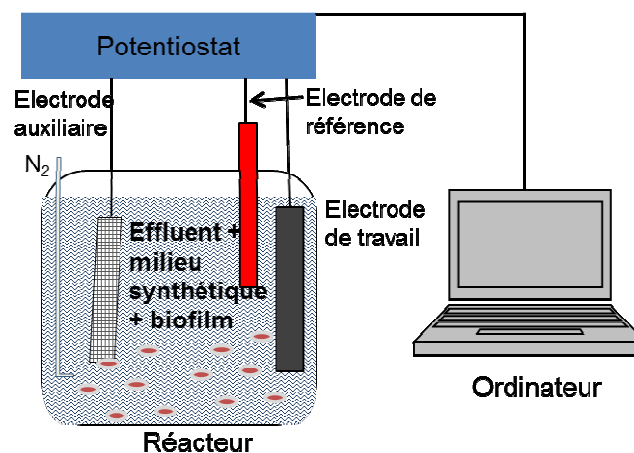 Potentiostat
Electrode
auxiliaire
Electrode de
référence
N2
Effluent +
milieu
synthétique
+ biofilm
Electrode
de travail
Ordinateur
Réacteur